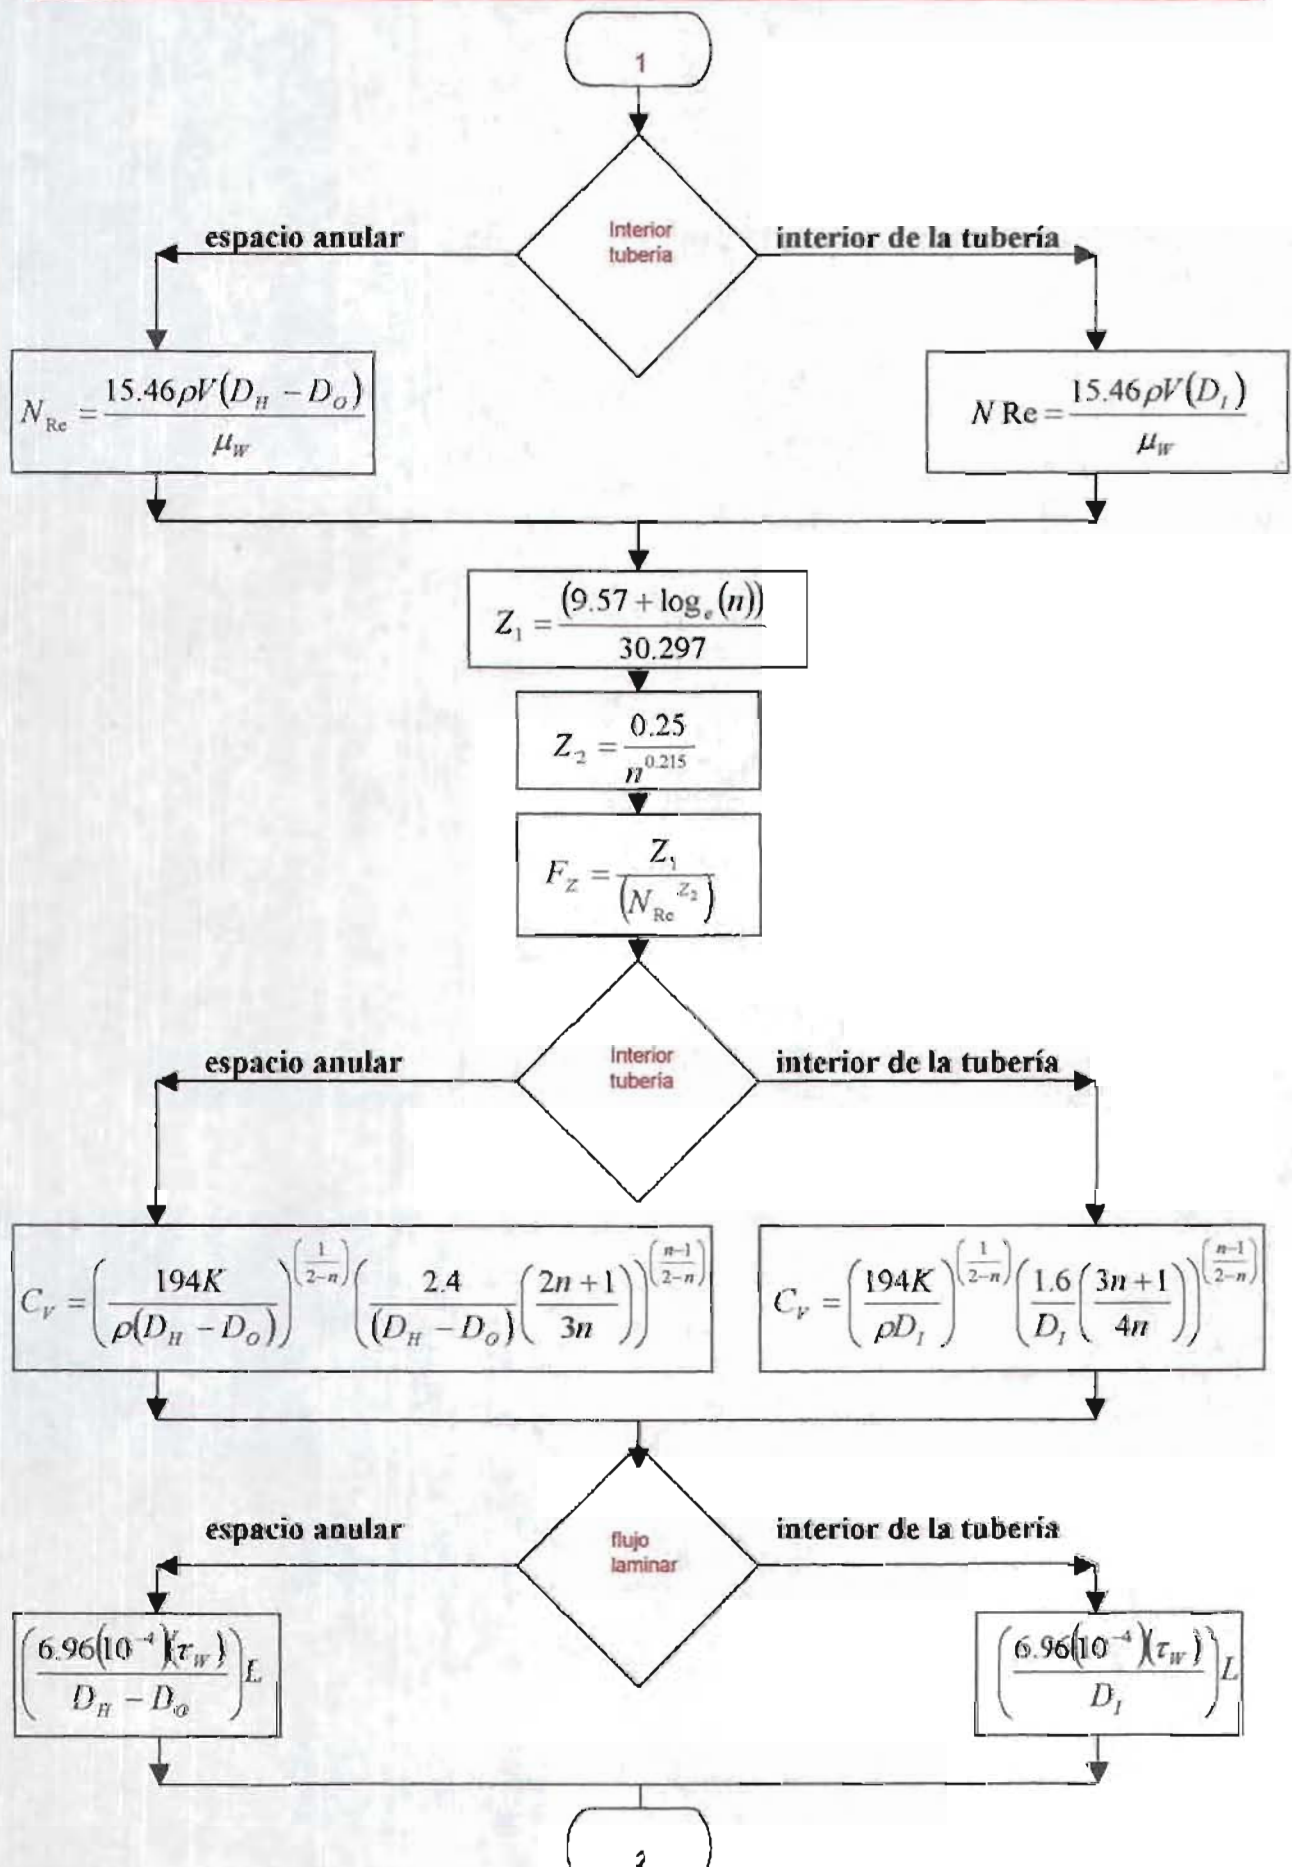 1
Interior
tubería
espacio anular
interior de la tubería
N_Re = 15.46ρV(D_H − D_O) / μ_W
N Re = 15.46ρV(D_I) / μ_W
Z_1 = (9.57 + log_e(n)) / 30.297
Z_2 = 0.25 / n^0.215
F_Z = Z_1 / (N_Re^Z_2)
Interior
tubería
espacio anular
interior de la tubería
C_V = (194K / ρ(D_H − D_O))^(1/(2−n)) (2.4 / (D_H − D_O) ((2n + 1) / 3n))^((n−1)/(2−n))
C_V = (194K / ρD_I)^(1/(2−n)) (1.6 / D_I ((3n + 1) / 4n))^((n−1)/(2−n))
flujo
laminar
espacio anular
interior de la tubería
(6.96(10^−4)(τ_W) / D_H − D_O) L
(6.96(10^−4)(τ_W) / D_I) L
2